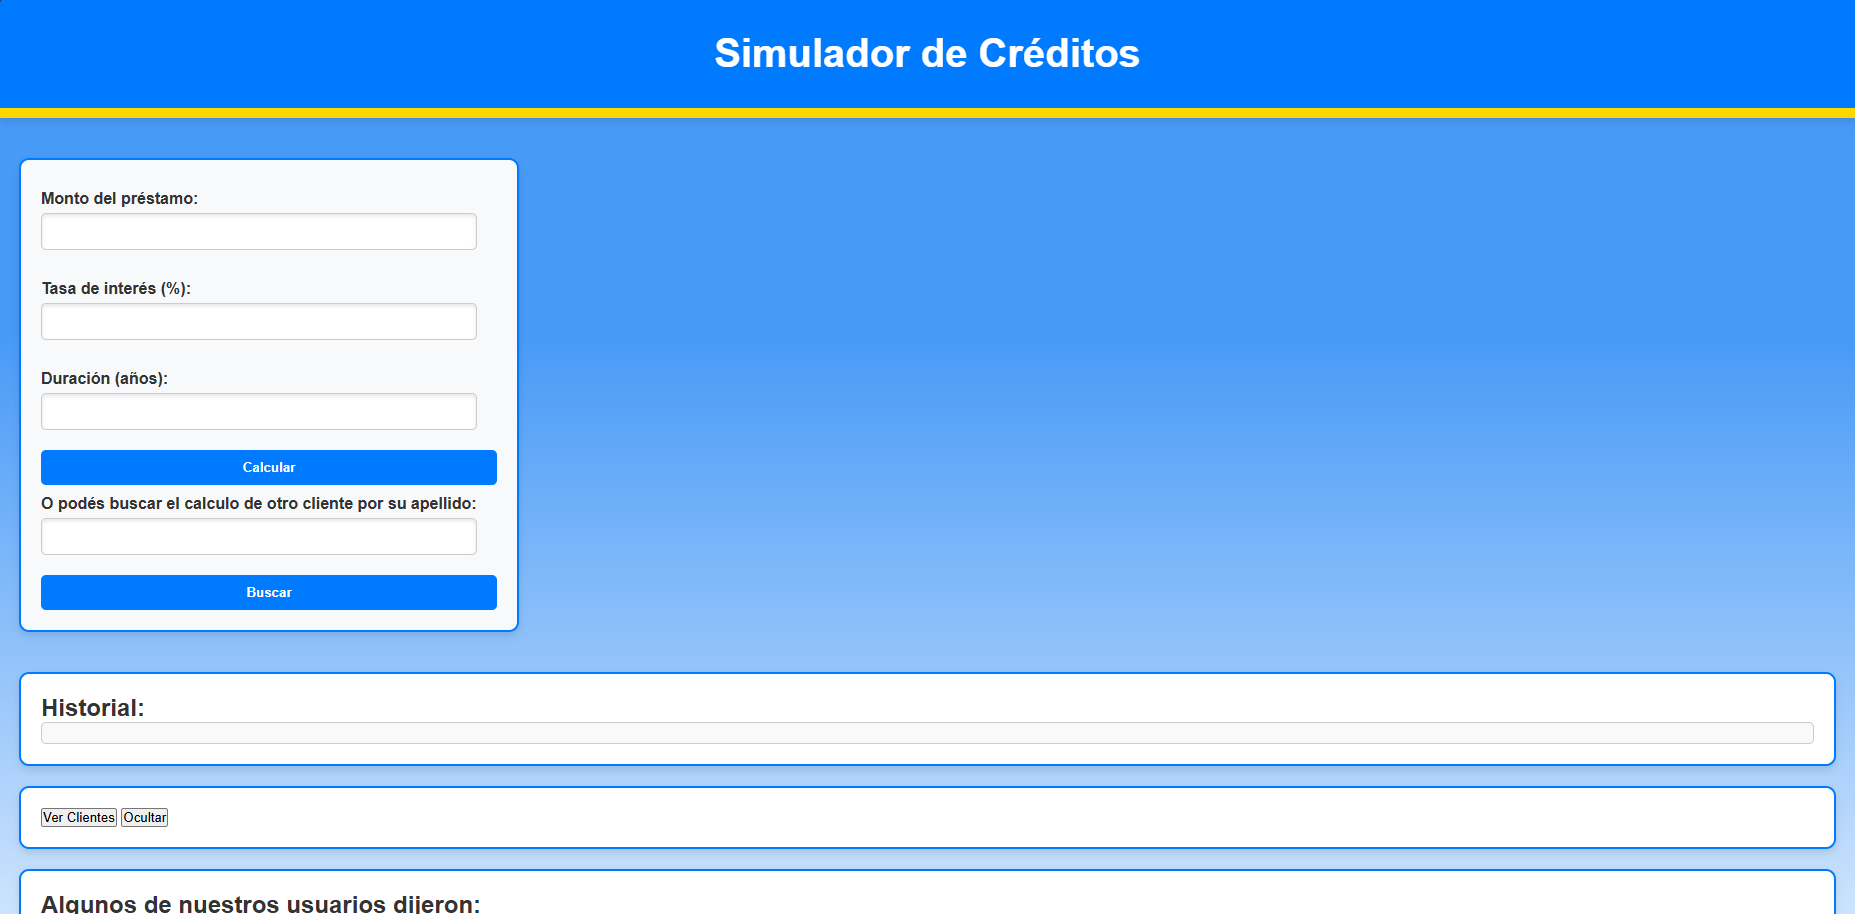 Simulador de Créditos
Monto del préstamo:
Tasa de interés (%):
Duración (años):
Calcular
O podés buscar el calculo de otro cliente por su apellido:
Buscar
Historial:
Ver Clientes Ocultar
Algunos de nuestros usuarios dijeron: